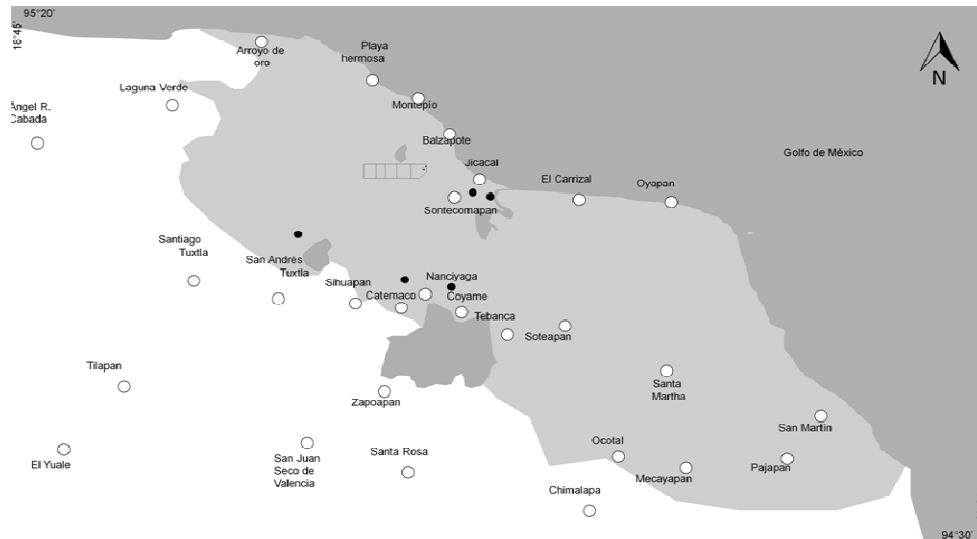 95°20'
18°45'
Arroyo de
oro
Playa
hermosa
Laguna Verde
Montepío
Ángel R.
Cabada
Balzapote
Golfo de México
Jicacal
El Carrizal
Oyapan
Sontecomapan
Santiago
Tuxtla
San Andrés
Tuxtla
Sihuapan
Nanciyaga
Catemaco
Coyame
Tebanca
Soteapan
Tilapan
Santa
Martha
Zapoapan
San Martin
Ocotal
Santa Rosa
El Yuale
San Juan
Seco de
Valencia
Pajapan
Mecayapan
Chimalapa
94°30'
N